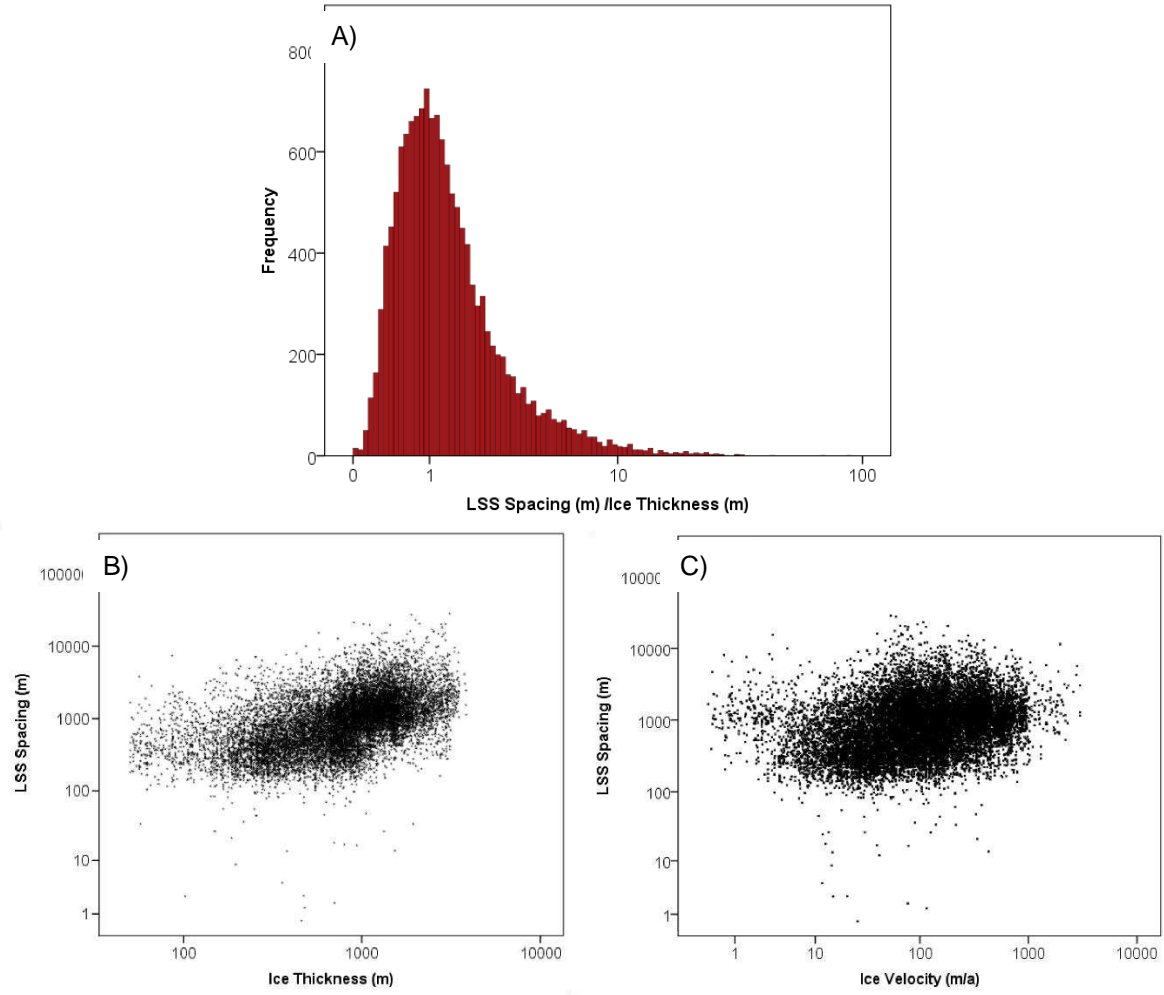 A)
800
600
400
200
0
Frequency
0 1 10 100
LSS Spacing (m) /Ice Thickness (m)
B)
10000
10000
1000
100
10
1
LSS Spacing (m)
100 1000 10000
Ice Thickness (m)
C)
1000
10000
1000
100
10
1
LSS Spacing (m)
1 10 100 1000 10000
Ice Velocity (m/a)